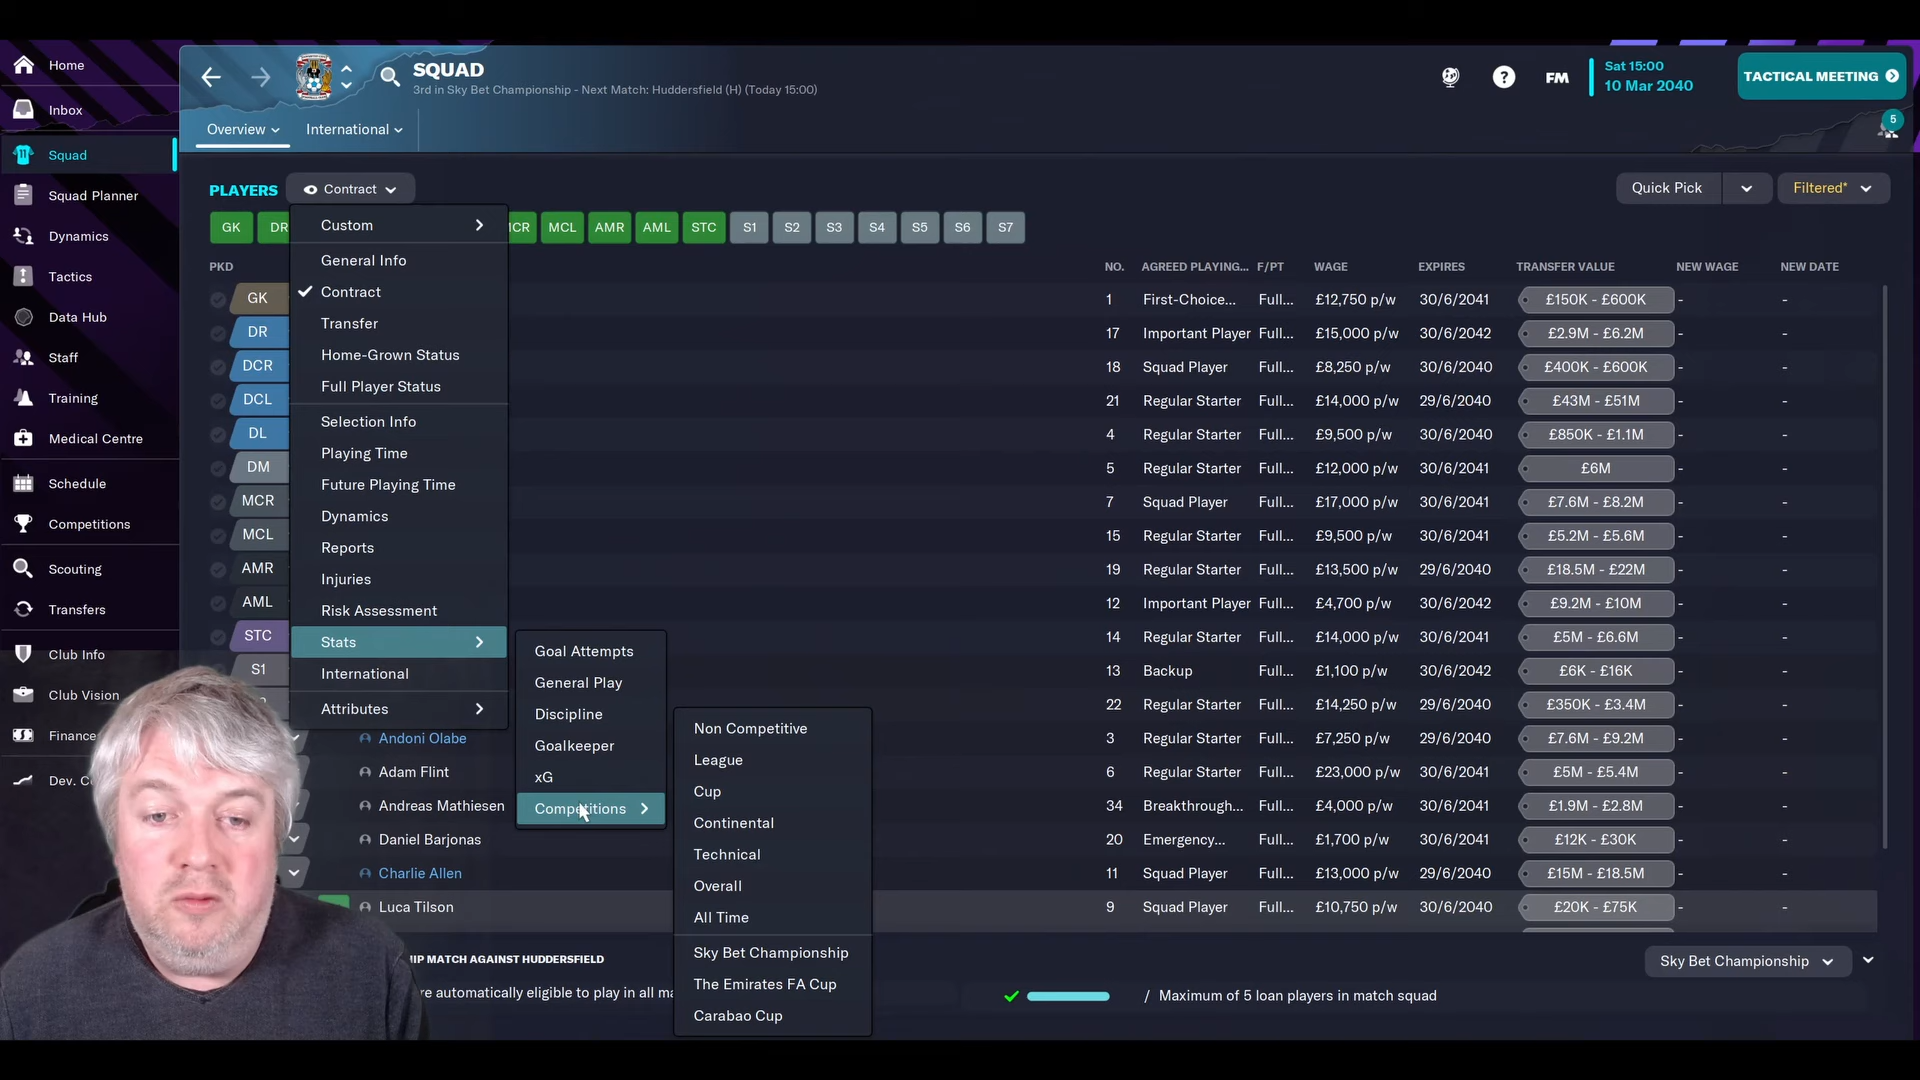 Home
Inbox
Squad
Squad Planner
Dynamics
Tactics
Data Hub
Staff
Training
Medical Centre
Schedule
Competitions
Scouting
Transfers
Club Info
Club Vision
Finance
Dev. C
SQUAD
3rd in Sky Bet Championship - Next Match: Huddersfield (H) (Today 15:00)
Overview
International
FM
Sat 15:00
10 Mar 2040
TACTICAL MEETING
5
PLAYERS
Contract
Quick Pick
Filtered*
GK DR MCR MCL AMR AML STC S1 S2 S3 S4 S5 S6 S7
Custom
General Info
Contract
Transfer
Home-Grown Status
Full Player Status
Selection Info
Playing Time
Future Playing Time
Dynamics
Reports
Injuries
Risk Assessment
Stats
International
Attributes
Goal Attempts
General Play
Discipline
Goalkeeper
xG
Competitions
Non Competitive
League
Cup
Continental
Technical
Overall
All Time
Sky Bet Championship
The Emirates FA Cup
Carabao Cup
PKD NO. AGREED PLAYING... F/PT WAGE EXPIRES TRANSFER VALUE NEW WAGE NEW DATE
GK 1 First-Choice... Full... £12,750 p/w 30/6/2041 £150K - £600K - -
DR 17 Important Player Full... £15,000 p/w 30/6/2042 £2.9M - £6.2M - -
DCR 18 Squad Player Full... £8,250 p/w 30/6/2040 £400K - £600K - -
DCL 21 Regular Starter Full... £14,000 p/w 29/6/2040 £43M - £51M - -
DL 4 Regular Starter Full... £9,500 p/w 30/6/2040 £850K - £1.1M - -
DM 5 Regular Starter Full... £12,000 p/w 30/6/2041 £6M - -
MCR 7 Squad Player Full... £17,000 p/w 30/6/2041 £7.6M - £8.2M - -
MCL 15 Regular Starter Full... £9,500 p/w 30/6/2041 £5.2M - £5.6M - -
AMR 19 Regular Starter Full... £13,500 p/w 29/6/2040 £18.5M - £22M - -
AML 12 Important Player Full... £4,700 p/w 30/6/2042 £9.2M - £10M - -
STC 14 Regular Starter Full... £14,000 p/w 30/6/2041 £5M - £6.6M - -
S1 13 Backup Full... £1,100 p/w 30/6/2042 £6K - £16K - -
22 Regular Starter Full... £14,250 p/w 30/6/2041 £350K - £3.4M - -
Andoni Olabe 3 Regular Starter Full... £7,250 p/w 29/6/2040 £7.6M - £9.2M - -
Adam Flint 6 Regular Starter Full... £23,000 p/w 30/6/2041 £5M - £5.4M - -
Andreas Mathiesen 34 Breakthrough... Full... £4,000 p/w 30/6/2041 £1.9M - £2.8M - -
Daniel Barjonas 20 Emergency... Full... £1,700 p/w 30/6/2040 £12K - £30K - -
Charlie Allen 11 Squad Player Full... £13,000 p/w 29/6/2040 £15M - £18.5M - -
Luca Tilson 9 Squad Player Full... £10,750 p/w 30/6/2040 £20K - £75K - -
IP MATCH AGAINST HUDDERSFIELD
Sky Bet Championship
re automatically eligible to play in all ma
/ Maximum of 5 loan players in match squad